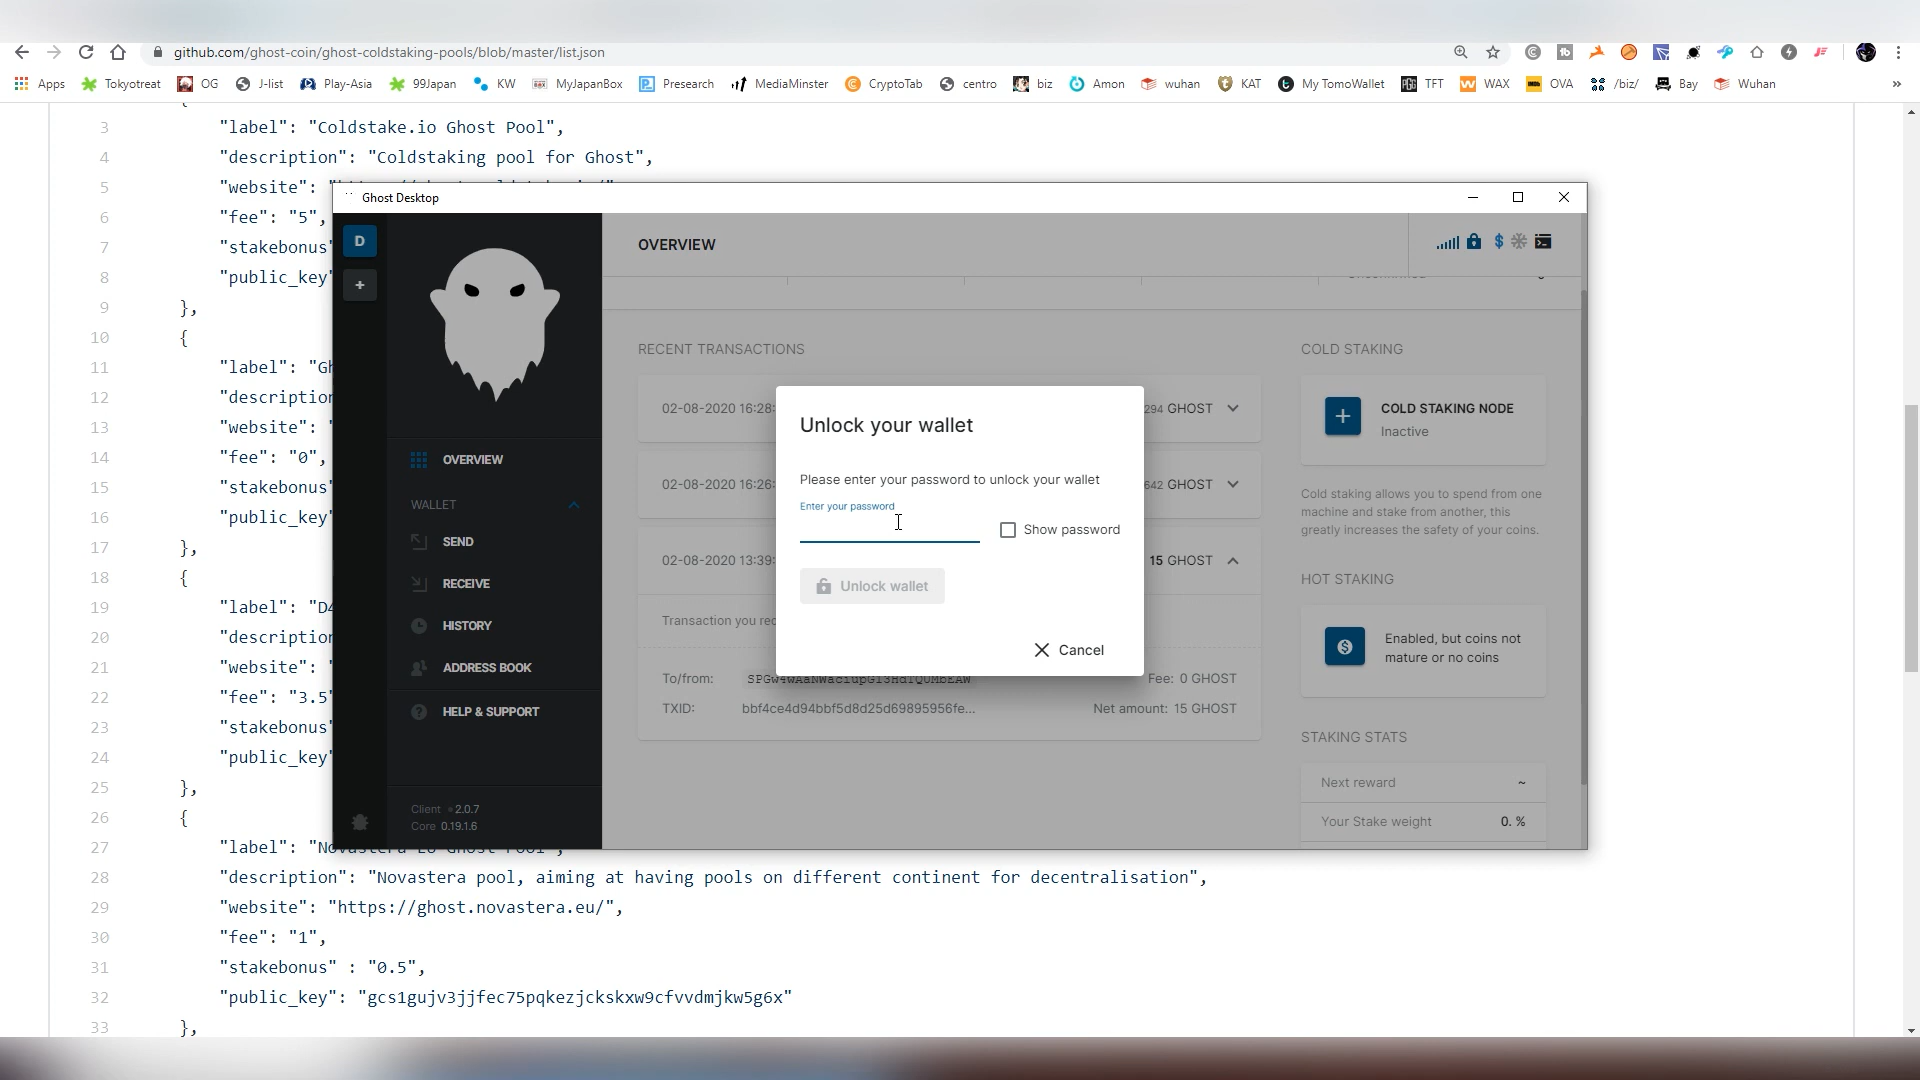 github.com/ghost-coin/ghost-coldstaking-pools/blob/master/list.json
Apps Tokyotreat OG J-list Play-Asia 99Japan KW MyJapanBox Presearch MediaMinster CryptoTab centro biz Amon wuhan KAT My TomoWallet TFT WAX OVA /biz/ Bay Wuhan »
3 "label": "Coldstake.io Ghost Pool",
4 "description": "Coldstaking pool for Ghost",
5 "website":
6 "fee": "5",
7 "stakebonus"
8 "public_key"
9 },
10 {
11 "label": "Gh
12 "description
13 "website": "
14 "fee": "0",
15 "stakebonus"
16 "public_key"
17 },
18 {
19 "label": "D4
20 "description
21 "website": "
22 "fee": "3.5"
23 "stakebonus"
24 "public_key"
25 },
26 {
27 "label": "Novastera EU Ghost Pool",
28 "description": "Novastera pool, aiming at having pools on different continent for decentralisation",
29 "website": "https://ghost.novastera.eu/",
30 "fee": "1",
31 "stakebonus" : "0.5",
32 "public_key": "gcs1gujv3jjfec75pqkezjckskxw9cfvvdmjkw5g6x"
33 },
Ghost Desktop
D
+
OVERVIEW
WALLET
SEND
RECEIVE
HISTORY
ADDRESS BOOK
HELP & SUPPORT
Client 2.0.7
Core 0.19.1.6
OVERVIEW
RECENT TRANSACTIONS
02-08-2020 16:28: 294 GHOST
02-08-2020 16:26: 642 GHOST
02-08-2020 13:39: 15 GHOST
Transaction you rec
To/from:
Fee: 0 GHOST
TXID: bbf4ce4d94bbf5d8d25d69895956fe...
Net amount: 15 GHOST
Unlock your wallet
Please enter your password to unlock your wallet
Enter your password
Show password
Unlock wallet
Cancel
COLD STAKING
COLD STAKING NODE
Inactive
Cold staking allows you to spend from one
machine and stake from another, this
greatly increases the safety of your coins.
HOT STAKING
Enabled, but coins not
mature or no coins
STAKING STATS
Next reward ~
Your Stake weight 0. %